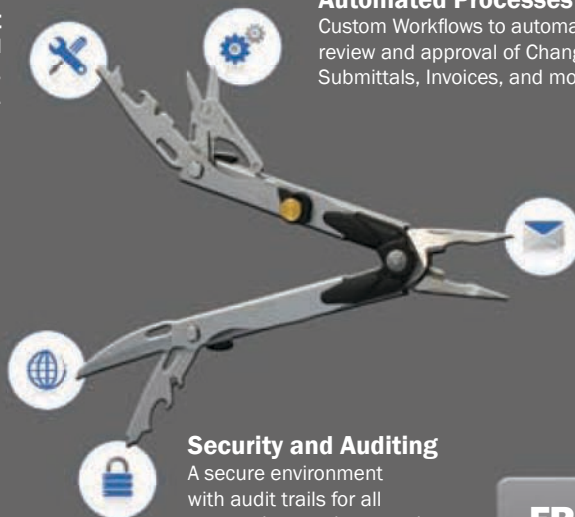 Automated Processes
Custom Workflows to automa
review and approval of Chang
Submittals, Invoices, and mo
Security and Auditing
A secure environment
with audit trails for all